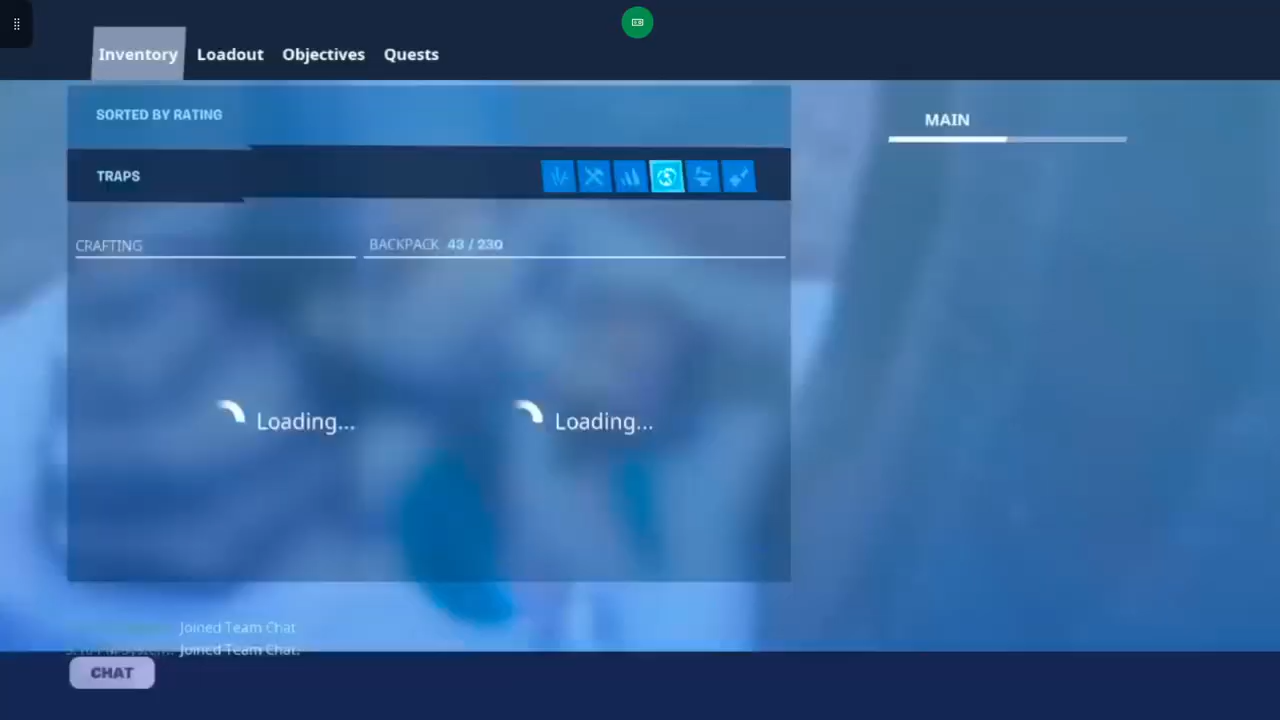 Inventory Loadout Objectives Quests
SORTED BY RATING
MAIN
TRAPS
CRAFTING
BACKPACK 43 / 230
Loading...
Loading...
Joined Team Chat
Joined Team Chat.
CHAT